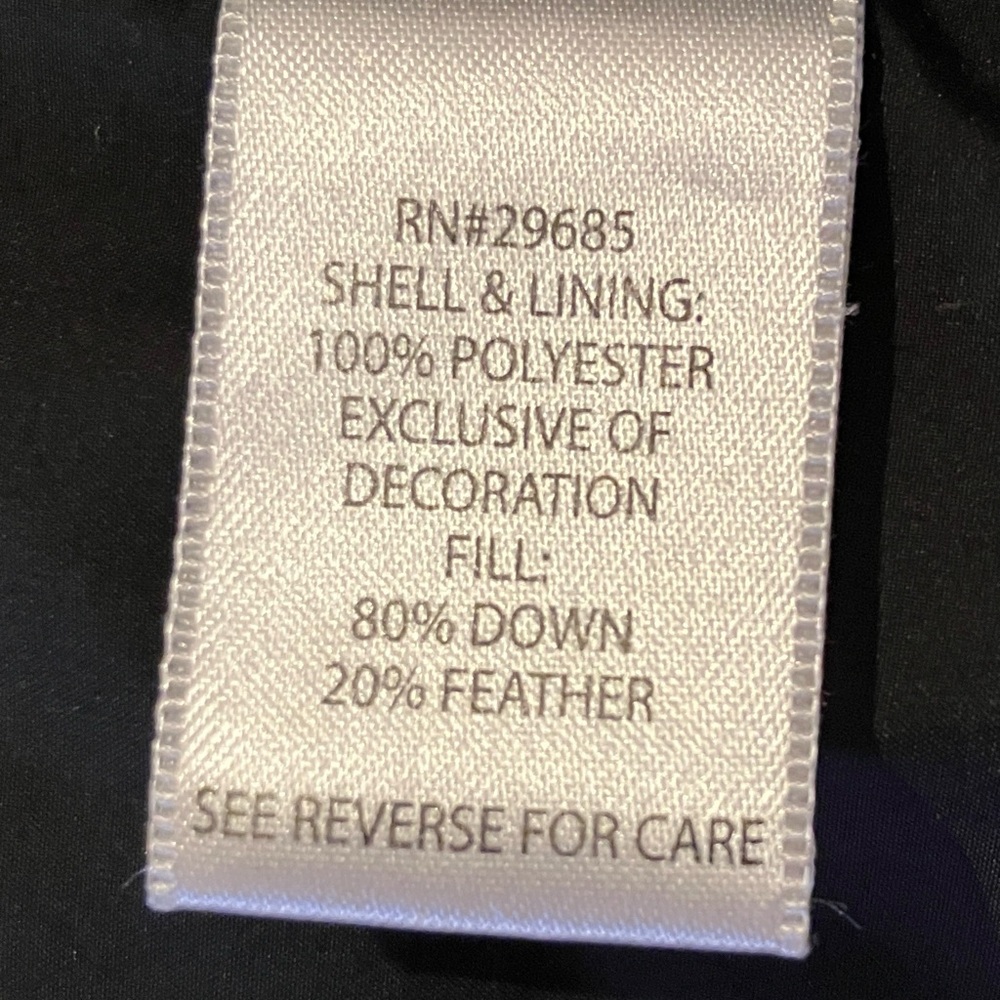 RN#29685
SHELL & LINING:
100% POLYESTER
EXCLUSIVE OF
DECORATION
FILL:
80% DOWN
20% FEATHER
SEE REVERSE FOR CARE